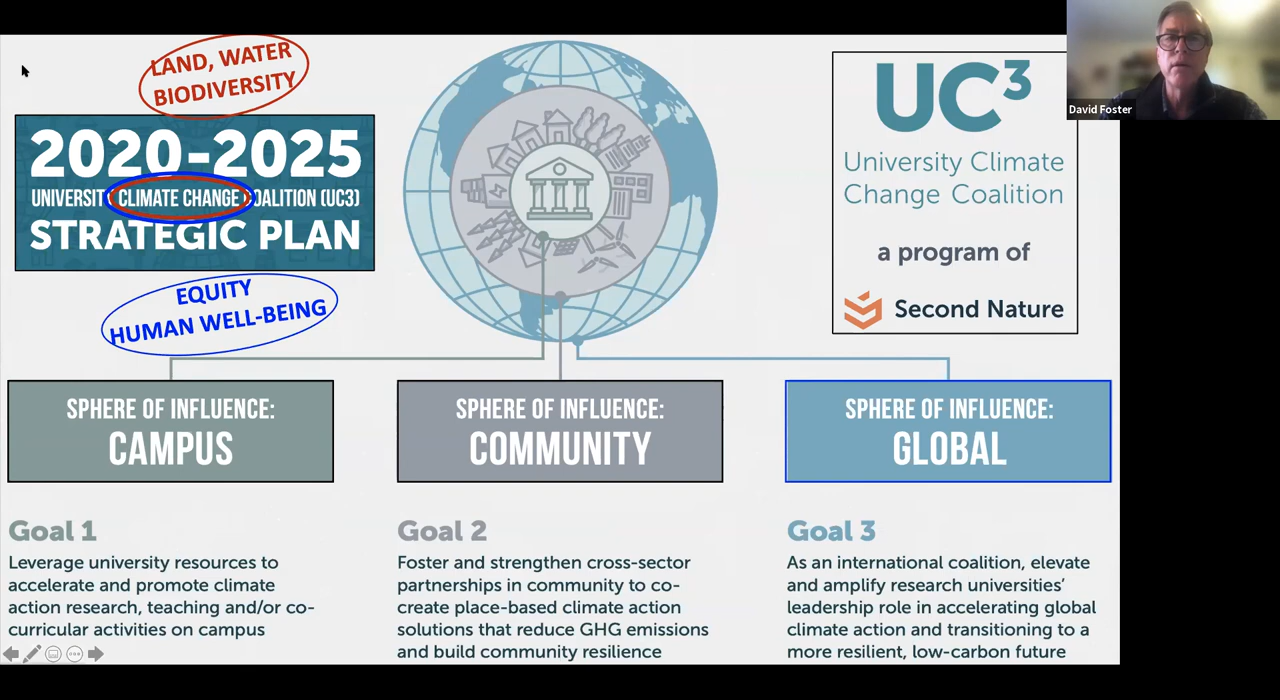 LAND, WATER
BIODIVERSITY
2020-2025
UNIVERSITY CLIMATE CHANGE COALITION (UC3)
STRATEGIC PLAN
EQUITY
HUMAN WELL-BEING
UC3
University Climate
Change Coalition
a program of
Second Nature
David Foster
SPHERE OF INFLUENCE:
CAMPUS
SPHERE OF INFLUENCE:
COMMUNITY
SPHERE OF INFLUENCE:
GLOBAL
Goal 1
Leverage university resources to
accelerate and promote climate
action research, teaching and/or co-
curricular activities on campus
Goal 2
Foster and strengthen cross-sector
partnerships in community to co-
create place-based climate action
solutions that reduce GHG emissions
and build community resilience
Goal 3
As an international coalition, elevate
and amplify research universities’
leadership role in accelerating global
climate action and transitioning to a
more resilient, low-carbon future